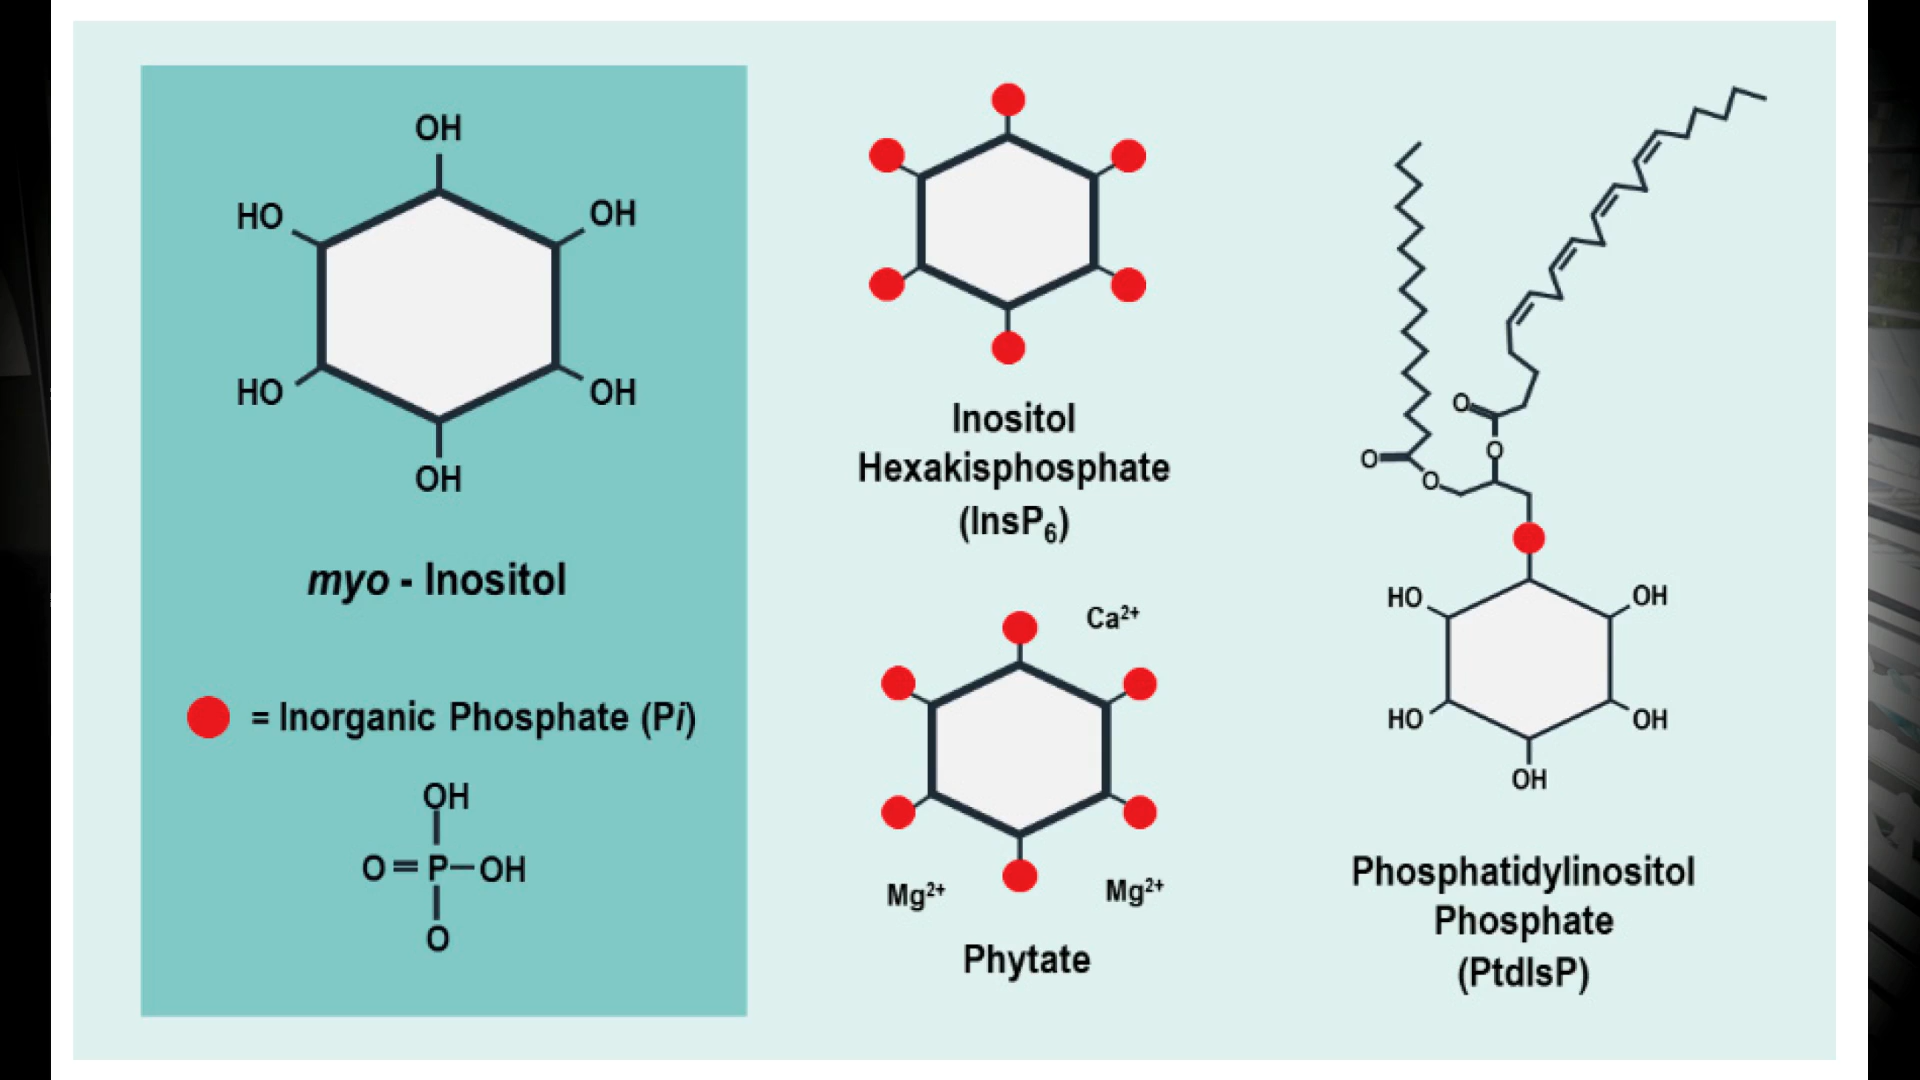 OH
HO
OH
HO
OH
OH
myo - Inositol
= Inorganic Phosphate (Pi)
OH
O = P – OH
O
Inositol
Hexakisphosphate
(InsP₆)
Ca²⁺
Mg²⁺
Mg²⁺
Phytate
O
O
O
O
HO
OH
HO
OH
OH
Phosphatidylinositol
Phosphate
(PtdIsP)